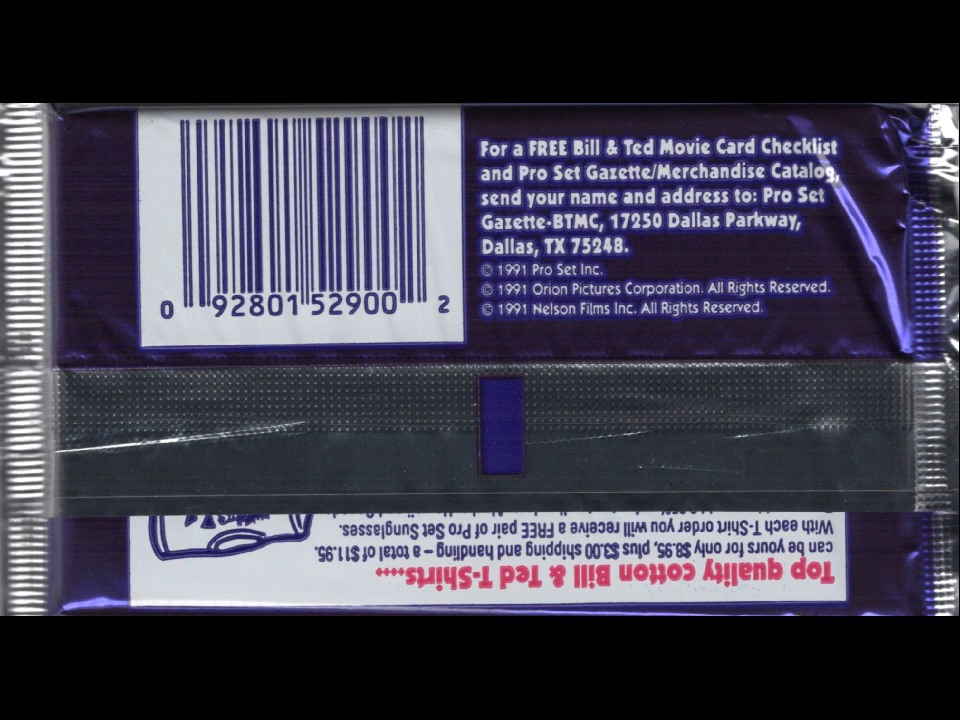 For a FREE Bill & Ted Movie Card Checklist
and Pro Set Gazette/Merchandise Catalog,
send your name and address to: Pro Set
Gazette-BTMC, 17250 Dallas Parkway,
Dallas, TX 75248.
© 1991 Pro Set Inc.
© 1991 Orion Pictures Corporation. All Rights Reserved.
© 1991 Nelson Films Inc. All Rights Reserved.
0 92801 52900 2
Top quality cotton Bill & Ted T-Shirts....
can be yours for only $8.95, plus $3.00 shipping and handling – a total of $11.95
With each T-Shirt order you will receive a FREE pair of Pro Set Sunglasses.